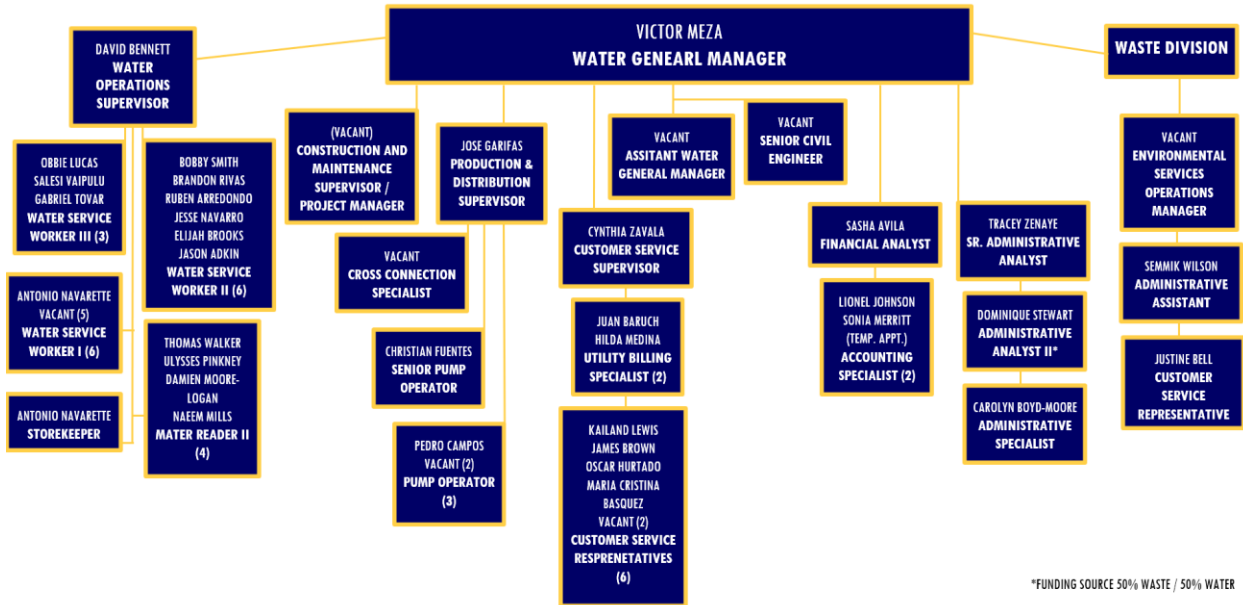 VICTOR MEZA
WATER GENEARL MANAGER
DAVID BENNETT
WATER
OPERATIONS
SUPERVISOR
WASTE DIVISION
OBBIE LUCAS
SALESI VAIPULU
GABRIEL TOVAR
WATER SERVICE
WORKER III (3)
BOBBY SMITH
BRANDON RIVAS
RUBEN ARREDONDO
JESSE NAVARRO
ELIJAH BROOKS
JASON ADKIN
WATER SERVICE
WORKER II (6)
ANTONIO NAVARETTE
VACANT (5)
WATER SERVICE
WORKER I (6)
THOMAS WALKER
ULYSSES PINKNEY
DAMIEN MOORE-
LOGAN
NAEEM MILLS
MATER READER II
(4)
ANTONIO NAVARETTE
STOREKEEPER
(VACANT)
CONSTRUCTION AND
MAINTENANCE
SUPERVISOR /
PROJECT MANAGER
JOSE GARIFAS
PRODUCTION &
DISTRIBUTION
SUPERVISOR
VACANT
CROSS CONNECTION
SPECIALIST
CHRISTIAN FUENTES
SENIOR PUMP
OPERATOR
PEDRO CAMPOS
VACANT (2)
PUMP OPERATOR
(3)
CYNTHIA ZAVALA
CUSTOMER SERVICE
SUPERVISOR
JUAN BARUCH
HILDA MEDINA
UTILITY BILLING
SPECIALIST (2)
KAILAND LEWIS
JAMES BROWN
OSCAR HURTADO
MARIA CRISTINA
BASQUEZ
VACANT (2)
CUSTOMER SERVICE
RESPRENETATIVES
(6)
VACANT
ASSITANT WATER
GENERAL MANAGER
VACANT
SENIOR CIVIL
ENGINEER
SASHA AVILA
FINANCIAL ANALYST
LIONEL JOHNSON
SONIA MERRITT
(TEMP. APPT.)
ACCOUNTING
SPECIALIST (2)
TRACEY ZENAYE
SR. ADMINISTRATIVE
ANALYST
DOMINIQUE STEWART
ADMINISTRATIVE
ANALYST II*
CAROLYN BOYD-MOORE
ADMINISTRATIVE
SPECIALIST
VACANT
ENVIRONMENTAL
SERVICES
OPERATIONS
MANAGER
SEMMIK WILSON
ADMINISTRATIVE
ASSISTANT
JUSTINE BELL
CUSTOMER
SERVICE
REPRESENTATIVE
*FUNDING SOURCE 50% WASTE / 50% WATER